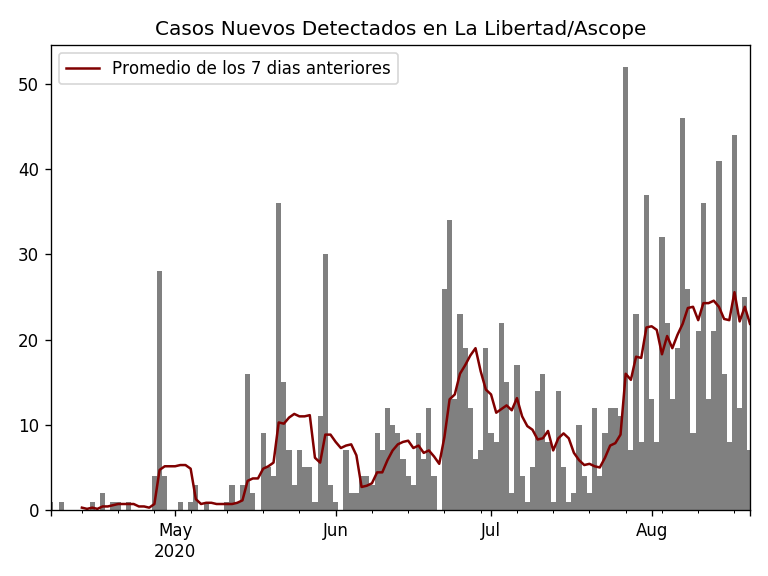 Casos Nuevos Detectados en La Libertad/Ascope
Promedio de los 7 dias anteriores
50
40
30
20
10
0
May
2020
Jun
Jul
Aug